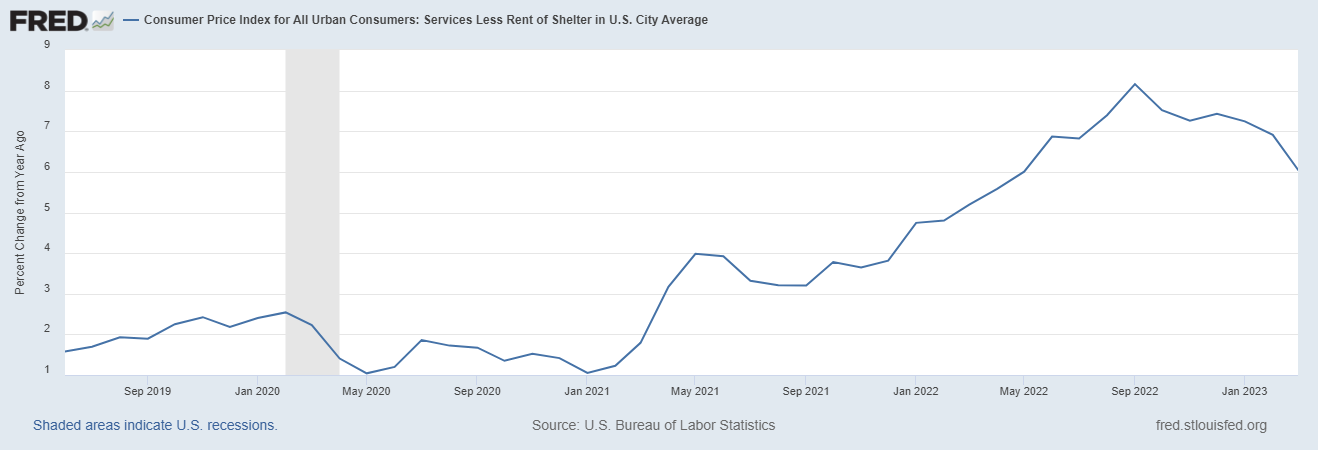 FRED
Consumer Price Index for All Urban Consumers: Services Less Rent of Shelter in U.S. City Average
Percent Change from Year Ago
9
8
7
6
5
4
3
2
1
Sep 2019 Jan 2020 May 2020 Sep 2020 Jan 2021 May 2021 Sep 2021 Jan 2022 May 2022 Sep 2022 Jan 2023
Shaded areas indicate U.S. recessions. Source: U.S. Bureau of Labor Statistics fred.stlouisfed.org